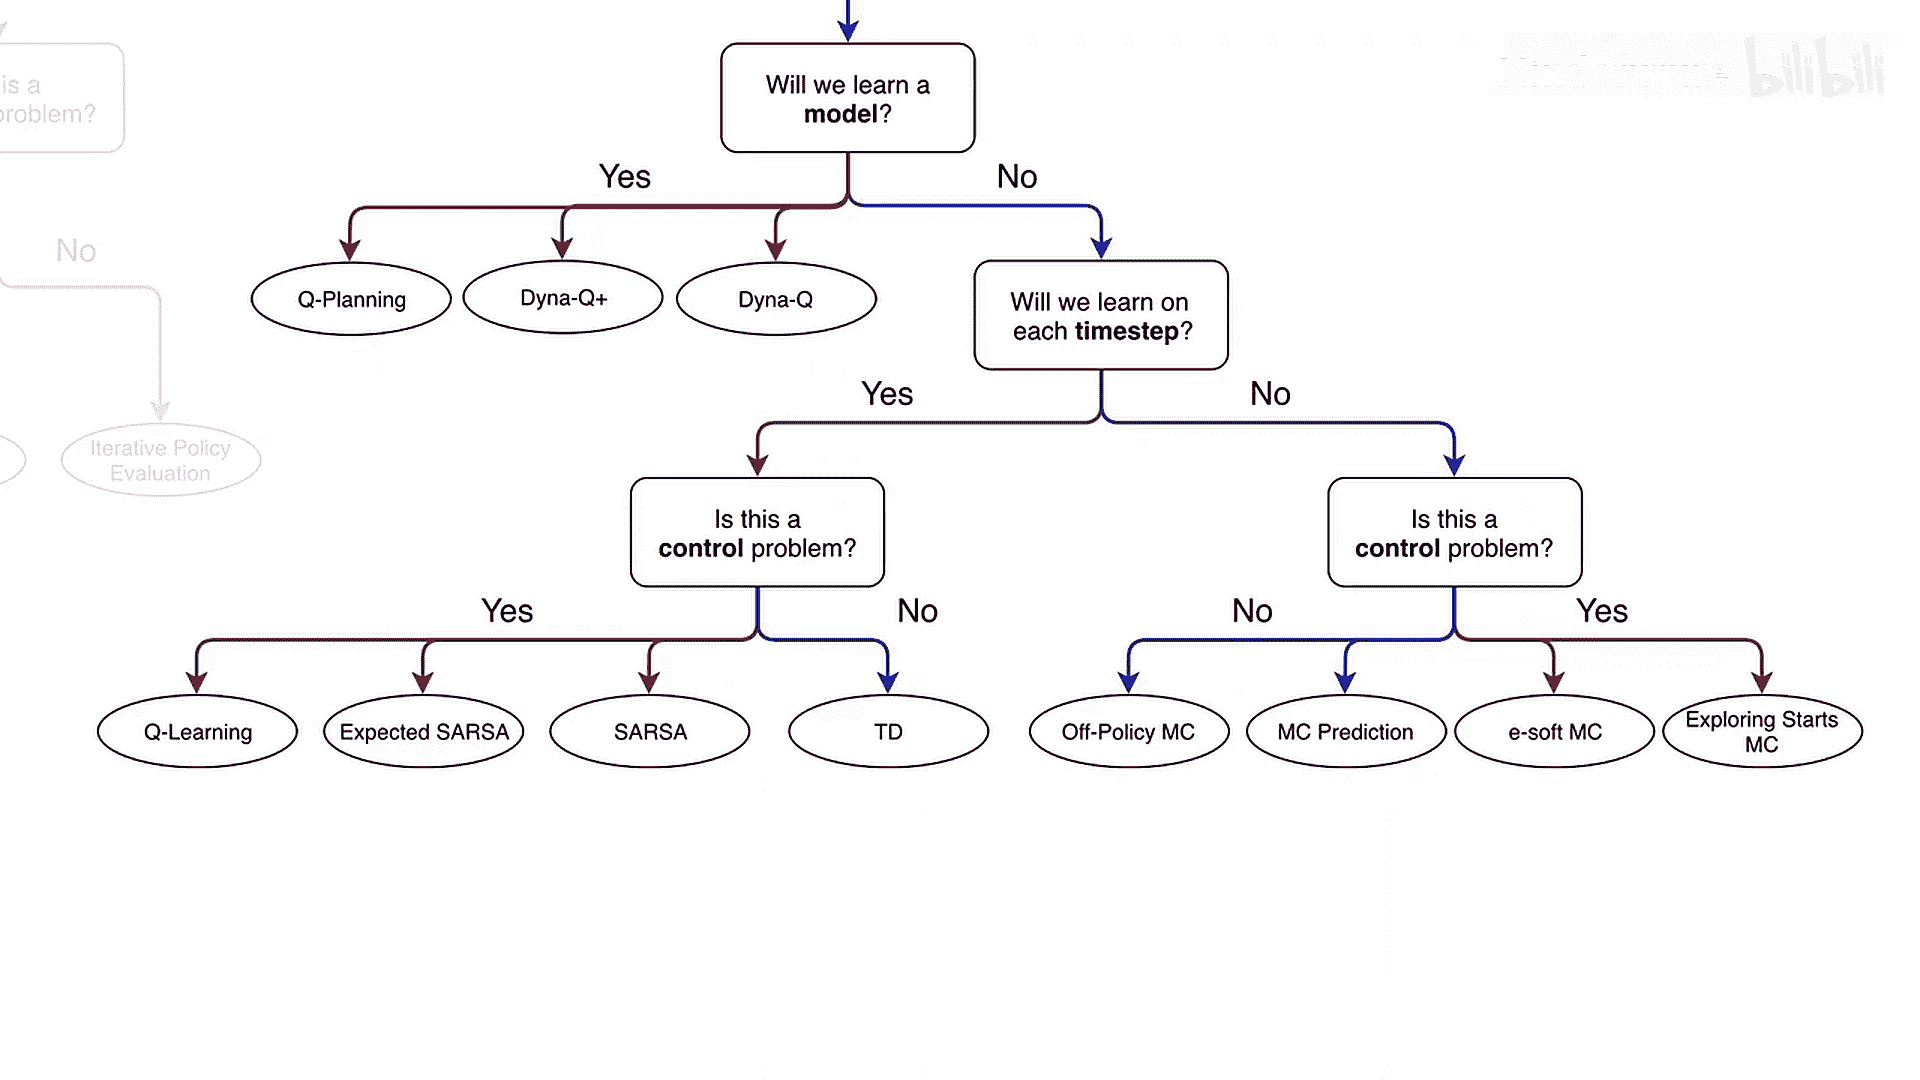 is a
problem?
bilibili
Will we learn a
model?
Yes
No
No
Q-Planning
Dyna-Q+
Dyna-Q
Will we learn on
each timestep?
Yes
No
Iterative Policy
Evaluation
Is this a
control problem?
Is this a
control problem?
Yes
No
No
Yes
Q-Learning
Expected SARSA
SARSA
TD
Off-Policy MC
MC Prediction
e-soft MC
Exploring Starts
MC